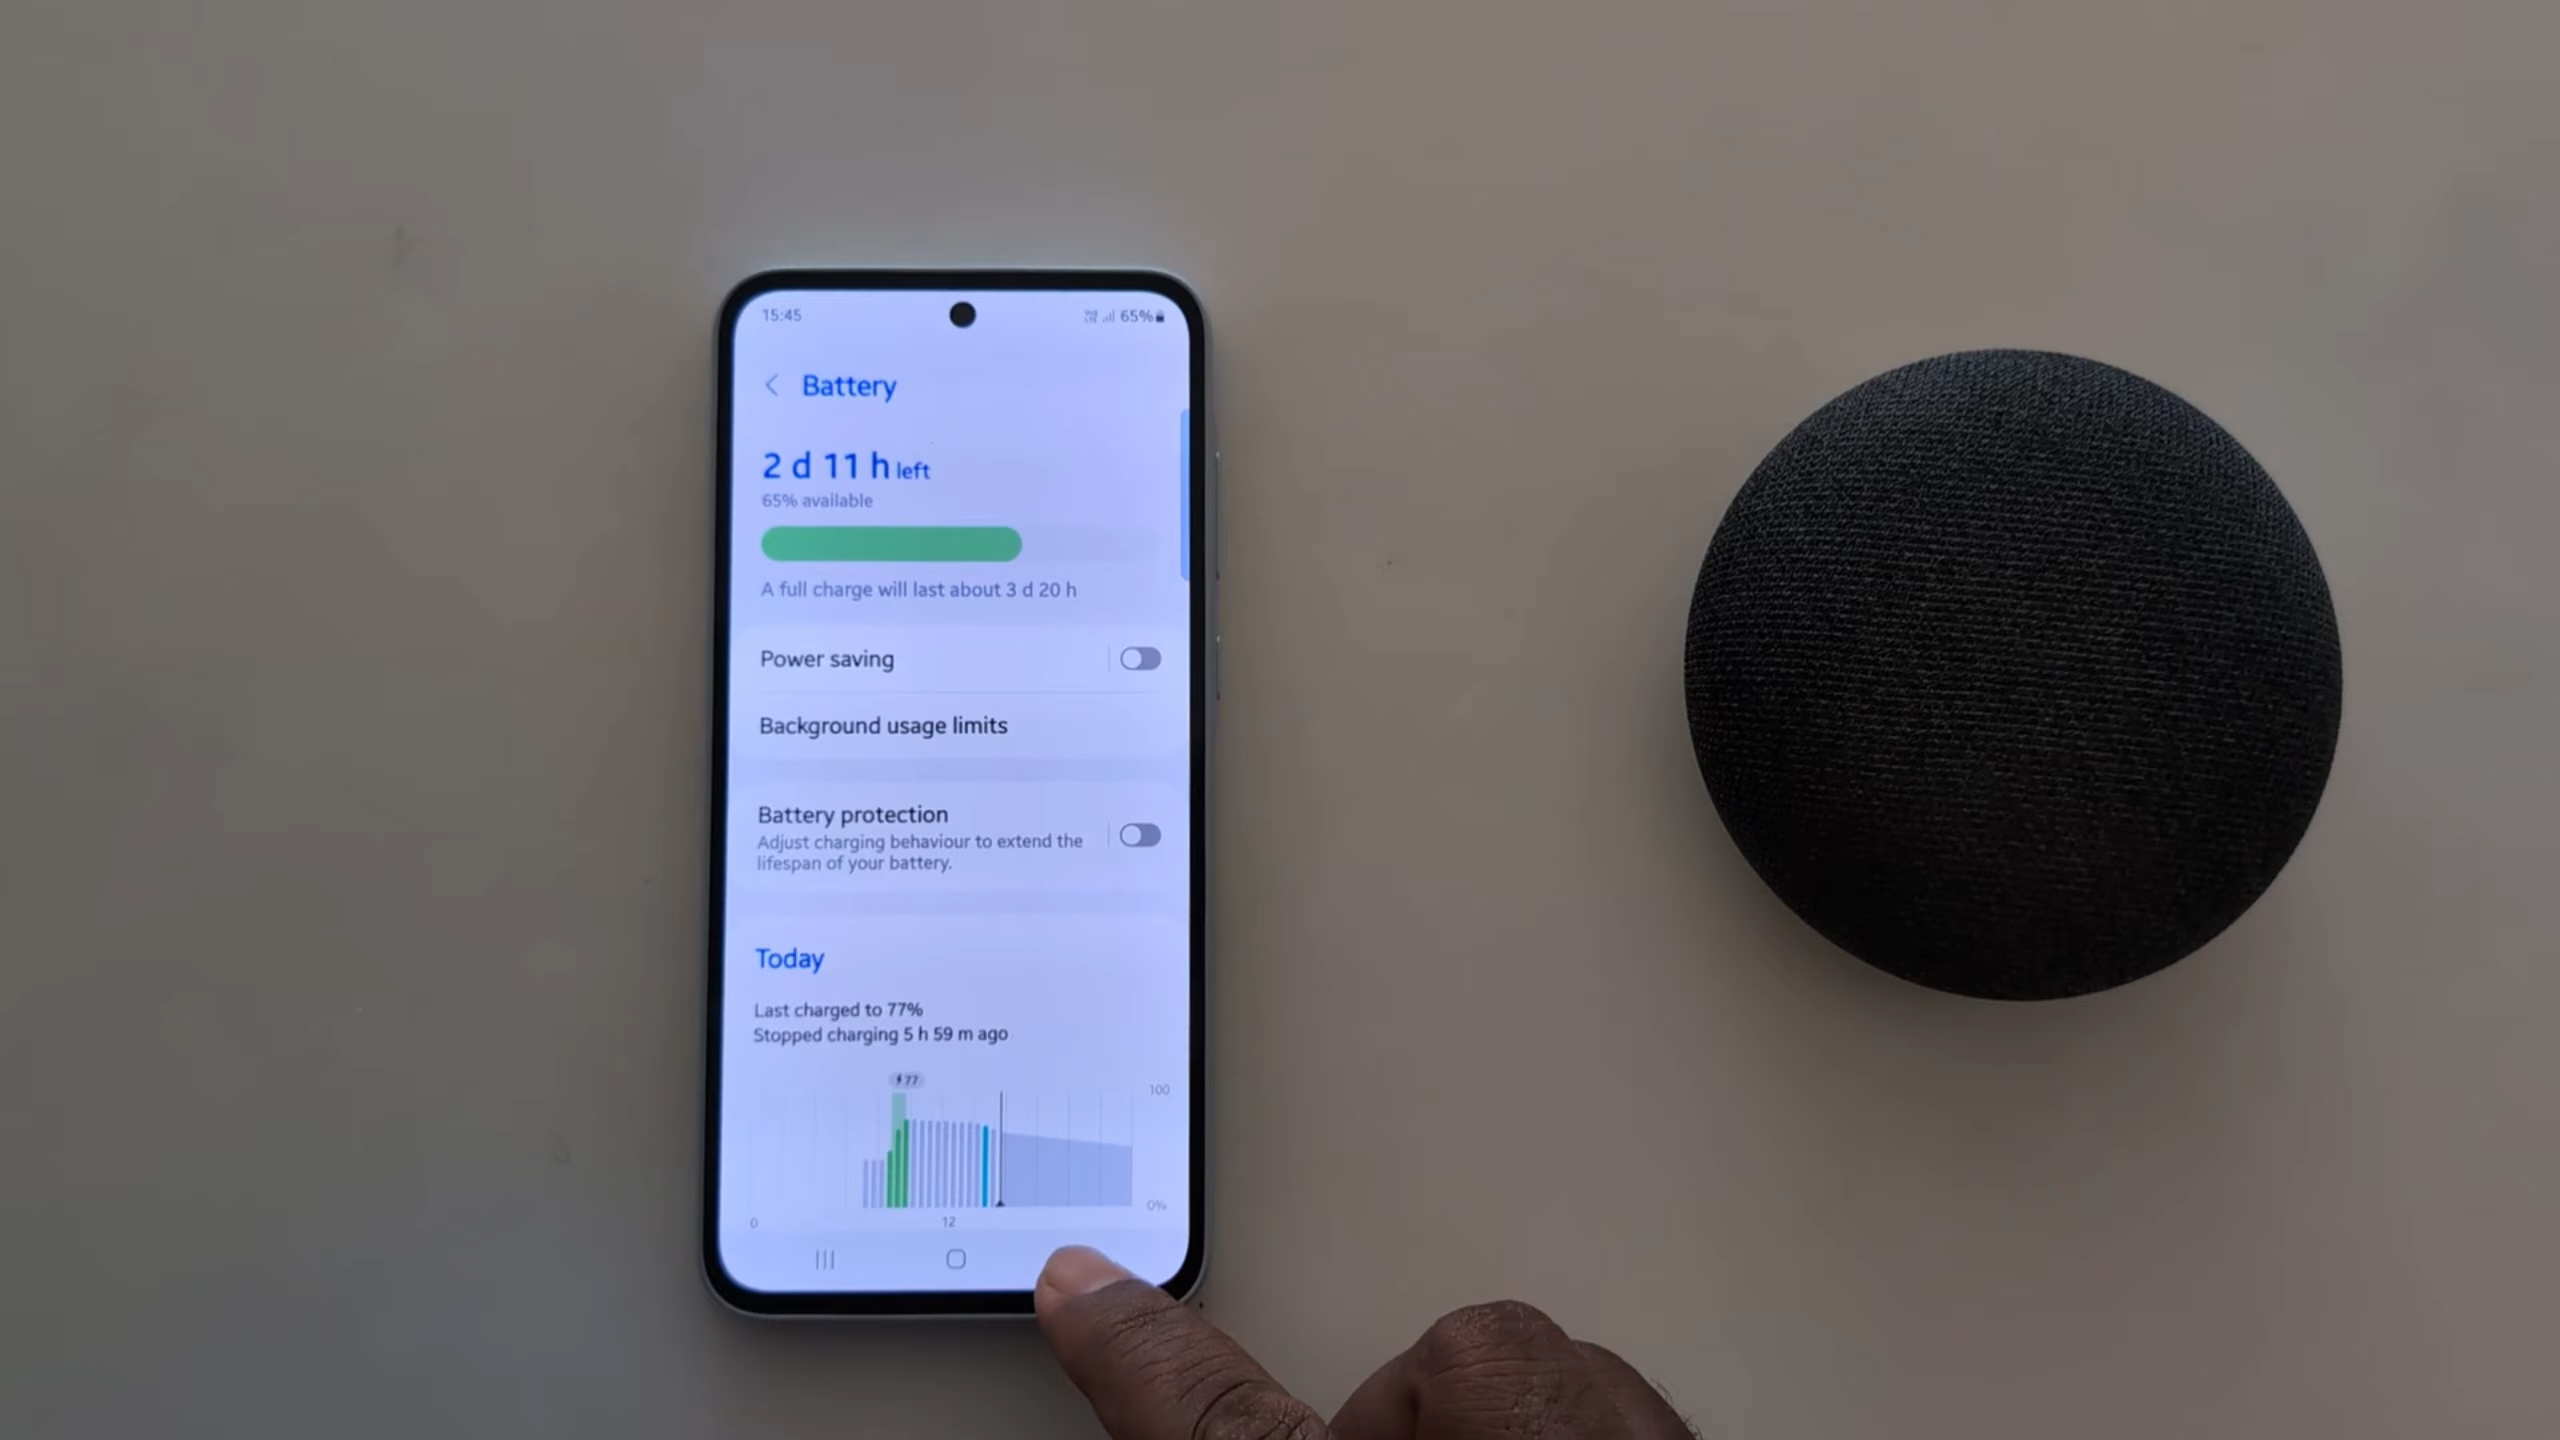 15:45
65%
Battery
2 d 11 h left
65% available
A full charge will last about 3 d 20 h
Power saving
Background usage limits
Battery protection
Adjust charging behaviour to extend the
lifespan of your battery.
Today
Last charged to 77%
Stopped charging 5 h 59 m ago
77
100
0%
0
12